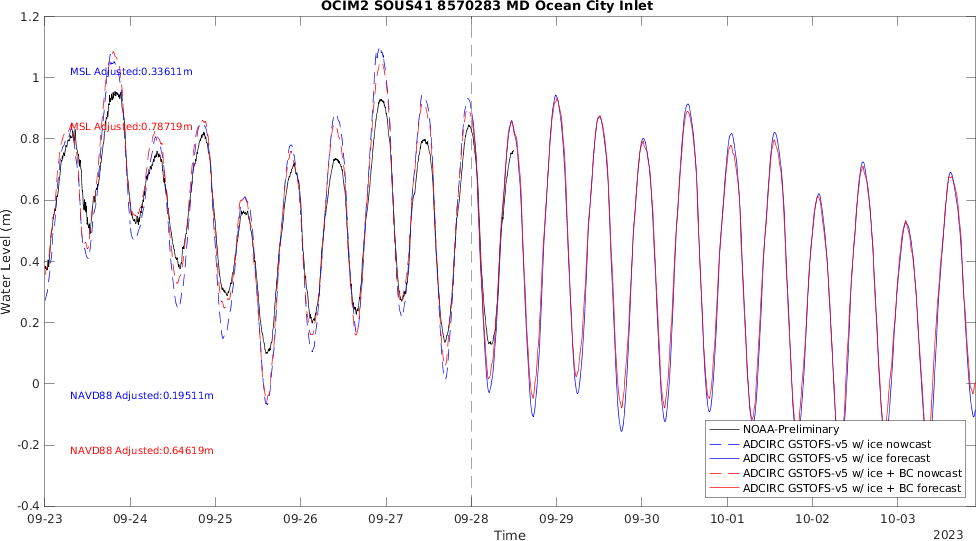 OCIM2 SOUS41 8570283 MD Ocean City Inlet
Water Level (m)
1.2
1
0.8
0.6
0.4
0.2
0
-0.2
-0.4
MSL Adjusted:0.33611m
MSL Adjusted:0.78719m
NAVD88 Adjusted:0.19511m
NAVD88 Adjusted:0.64619m
NOAA-Preliminary
ADCIRC GSTOFS-v5 w/ ice nowcast
ADCIRC GSTOFS-v5 w/ ice forecast
ADCIRC GSTOFS-v5 w/ ice + BC nowcast
ADCIRC GSTOFS-v5 w/ ice + BC forecast
09-23 09-24 09-25 09-26 09-27 09-28 09-29 09-30 10-01 10-02 10-03
Time
2023